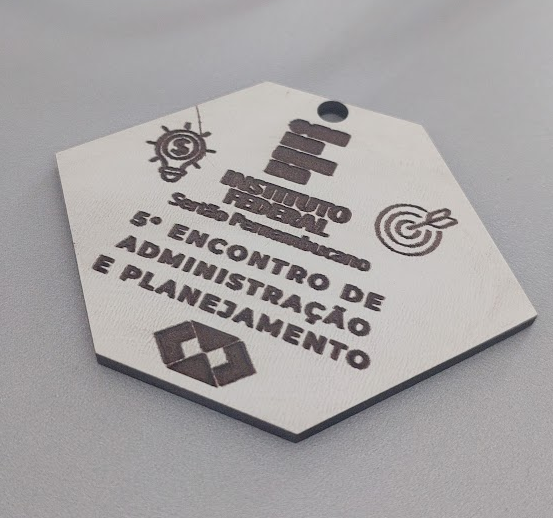 $
INSTITUTO
FEDERAL
Sertão Pernambucano
5º ENCONTRO DE
ADMINISTRAÇÃO
E PLANEJAMENTO